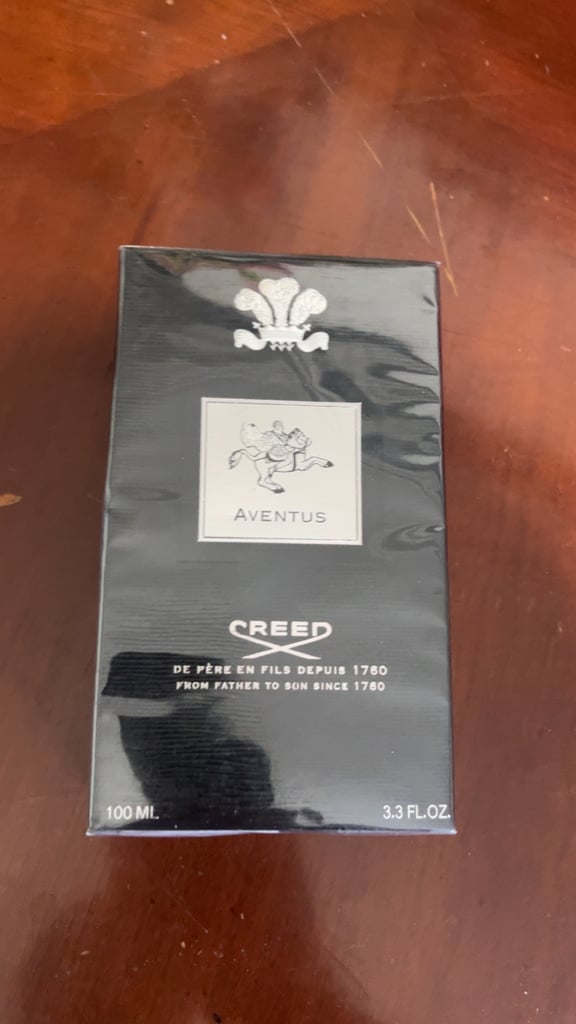 AVENTUS
CREED
DE PÈRE EN FILS DEPUIS 1760
FROM FATHER TO SON SINCE 1760
100 ML
3.3 FL.OZ.